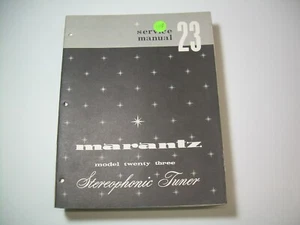 service
manual 23
marantz
model twenty three
Stereophonic Tuner